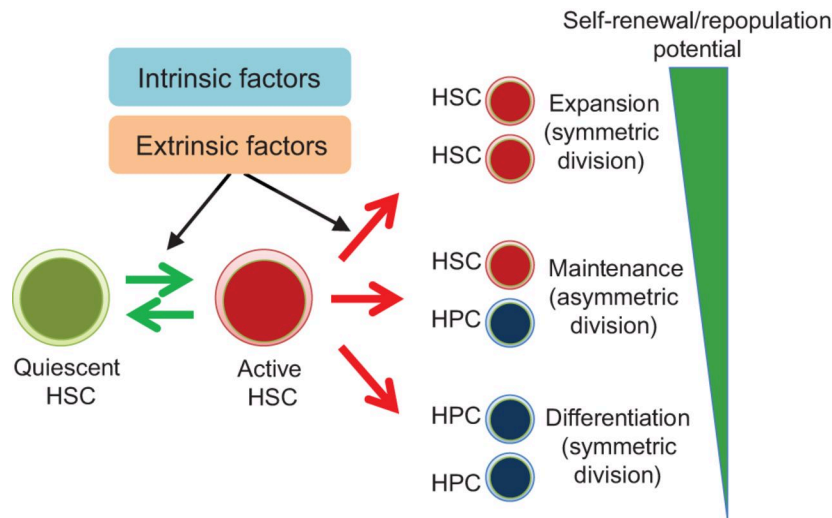 Self-renewal/repopulation
potential
Intrinsic factors
Extrinsic factors
HSC
HSC
Expansion
(symmetric
division)
Quiescent
HSC
Active
HSC
HSC
HPC
Maintenance
(asymmetric
division)
HPC
HPC
Differentiation
(symmetric
division)